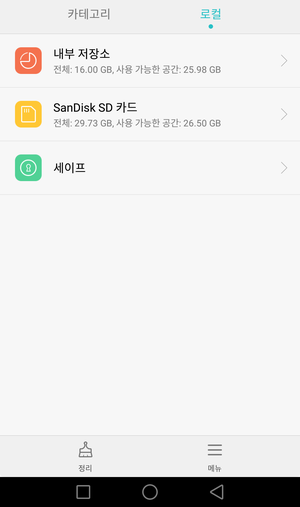 카테고리 로컬
내부 저장소
전체: 16.00 GB, 사용 가능한 공간: 25.98 GB
SanDisk SD 카드
전체: 29.73 GB, 사용 가능한 공간: 26.50 GB
세이프
정리 메뉴